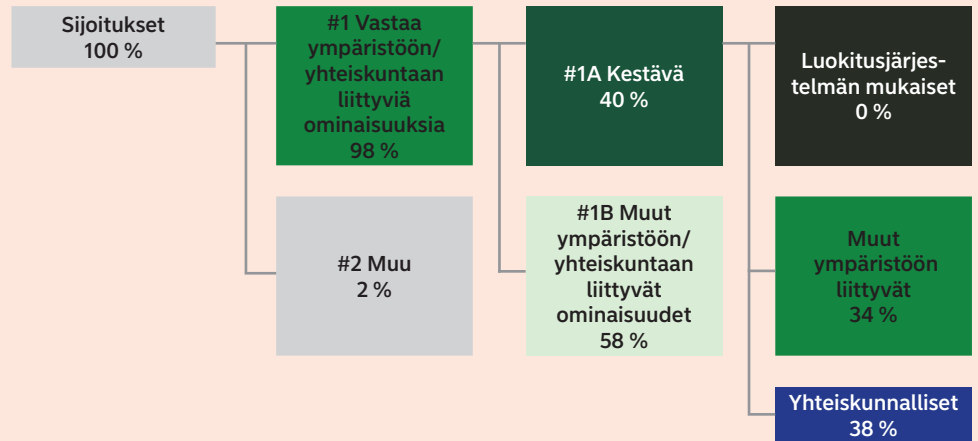 Sijoitukset
100 %
#1 Vastaa
ympäristöön/
yhteiskuntaan
liittyviä
ominaisuuksia
98 %
#2 Muu
2 %
#1A Kestävä
40 %
#1B Muut
ympäristöön/
yhteiskuntaan
liittyvät
ominaisuudet
58 %
Luokitusjärjes-
telmän mukaiset
0 %
Muut
ympäristöön
liittyvät
34 %
Yhteiskunnalliset
38 %